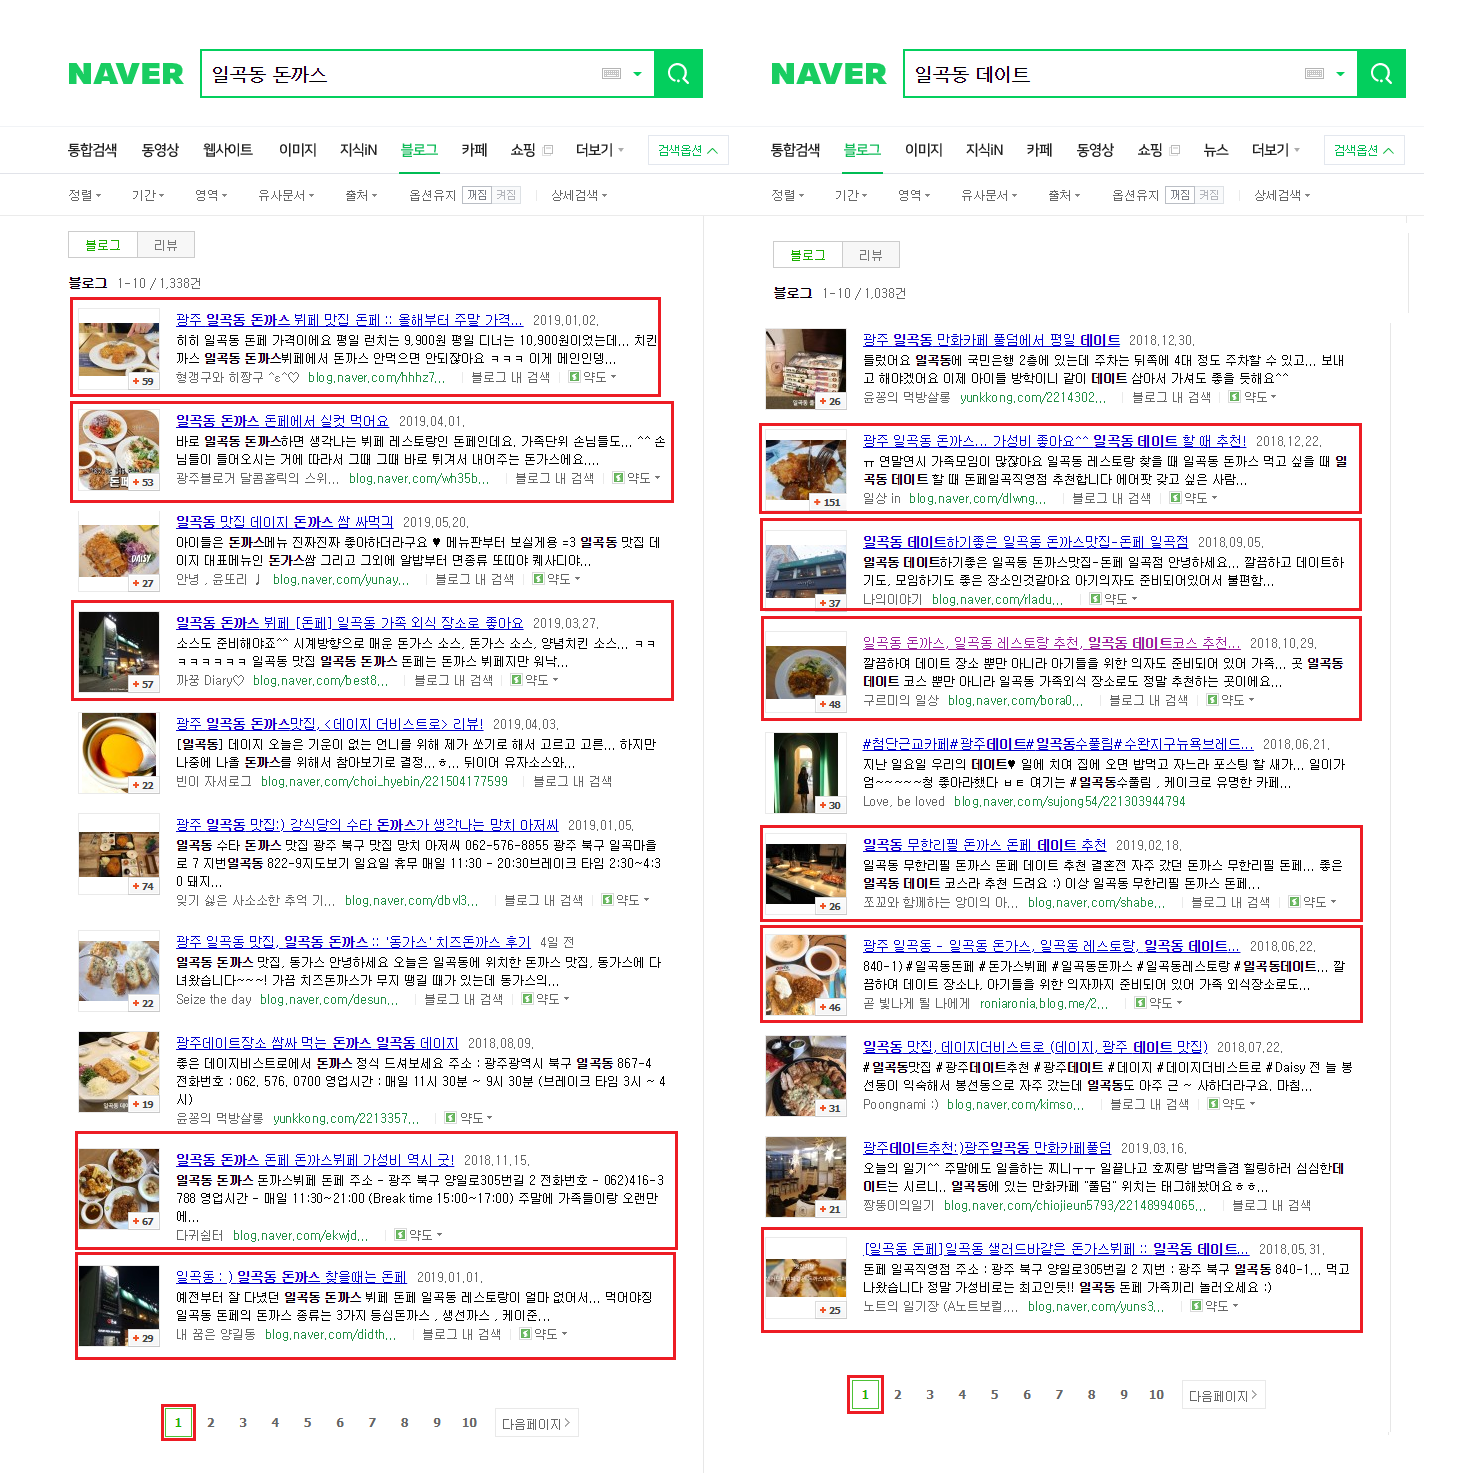 NAVER
일곡동 돈까스
통합검색 동영상 웹사이트 이미지 지식iN 블로그 카페 쇼핑 더보기 검색옵션
정렬 기간 영역 유사문서 출처 옵션유지 꺼짐 켜짐 상세검색
블로그 리뷰
블로그 1-10 / 1,338건
광주 일곡동 돈까스 뷔페 맛집 돈페 :: 올해부터 주말 가격... 2019.01.02.
히히 일곡동 돈페 가격이에요 평일 런치는 9,900원 평일 디너는 10,900원이었는데... 치킨
까스 일곡동 돈까스뷔페에서 돈까스 안먹으면 안되잖아요 ㅋㅋㅋ 이게 메인인뎅...
형갱구와 히장구 ^ε^♡ blog.naver.com/hhhz7... 블로그 내 검색 약도
+ 59
일곡동 돈까스 돈페에서 실컷 먹어요 2019.04.01.
바로 일곡동 돈까스하면 생각나는 뷔페 레스토랑인 돈페인데요. 가족단위 손님들도... ^^ 손
님들이 들어오시는 거에 따라서 그때 그때 바로 튀겨서 내어주는 돈가스에요....
광주블로거 달콤홀릭의 스위... blog.naver.com/wh35b... 블로그 내 검색 약도
+ 53
일곡동 맛집 데이지 돈까스 쌈 싸먹긔 2019.05.20.
아이들은 돈까스메뉴 진짜진짜 좋아하더라구요 ♥ 메뉴판부터 보실게용 =3 일곡동 맛집 데
이지 대표메뉴인 돈가스쌈 그리고 그외에 알밥부터 면종류 또띠야 퀘사디야...
안녕 , 윤또리 ♩ blog.naver.com/yunay... 블로그 내 검색 약도
DAISY
+ 27
일곡동 돈까스 뷔페 [돈페] 일곡동 가족 외식 장소로 좋아요 2019.03.27.
소스도 준비해야죠^^ 시계방향으로 매운 돈가스 소스, 돈가스 소스, 양념치킨 소스... ㅋㅋ
ㅋㅋㅋㅋㅋㅋ 일곡동 맛집 일곡동 돈까스 돈페는 돈까스 뷔페지만 워낙...
까꿍 Diary♡ blog.naver.com/best8... 블로그 내 검색 약도
+ 57
광주 일곡동 돈까스맛집, <데이지 더비스트로> 리뷰! 2019.04.03.
[일곡동] 데이지 오늘은 기운이 없는 언니를 위해 제가 쏘기로 해서 고르고 고른... 하지만
나중에 나올 돈까스를 위해서 참아보기로 결정...ㅎ... 뒤이어 유자소스와...
빈이 자서로그 blog.naver.com/choi_hyebin/221504177599 블로그 내 검색
+ 22
광주 일곡동 맛집:) 강식당의 수타 돈까스가 생각나는 망치 아저씨 2019.01.05.
일곡동 수타 돈까스 맛집 광주 북구 맛집 망치 아저씨 062-576-8855 광주 북구 일곡마을
로 7 지번일곡동 822-9지도보기 일요일 휴무 매일 11:30 - 20:30브레이크 타임 2:30~4:3
0 돼지...
잊기 싫은 사소소한 추억 기... blog.naver.com/dbvl3... 블로그 내 검색 약도
+ 74
광주 일곡동 맛집, 일곡동 돈까스 :: '동가스' 치즈돈까스 후기 4일 전
일곡동 돈까스 맛집, 동가스 안녕하세요 오늘은 일곡동에 위치한 돈까스 맛집, 동가스에 다
녀왔습니다~~~! 가끔 치즈돈까스가 무지 땡길 때가 있는데 동가스의...
Seize the day blog.naver.com/desun... 블로그 내 검색 약도
+ 22
광주데이트장소 쌈싸 먹는 돈까스 일곡동 데이지 2018.08.09.
좋은 데이지비스트로에서 돈까스 정식 드셔보세요 주소 : 광주광역시 북구 일곡동 867-4
전화번호 : 062. 576. 0700 영업시간 : 매일 11시 30분 ~ 9시 30분 (브레이크 타임 3시 ~ 4
시)
윤꽁의 먹방살롱 yunkkong.com/2213357... 약도
+ 19
일곡동 돈까스 돈페 돈까스뷔페 가성비 역시 굿! 2018.11.15.
일곡동 돈까스 돈까스뷔페 돈페 주소 - 광주 북구 양일로305번길 2 전화번호 - 062)416-3
788 영업시간 - 매일 11:30~21:00 (Break time 15:00~17:00) 주말에 가족들이랑 오랜만
에...
다귀쉼터 blog.naver.com/ekwjd... 약도
+ 67
일곡동 : ) 일곡동 돈까스 찾을때는 돈페 2019.01.01.
예전부터 잘 다녔던 일곡동 돈까스 뷔페 돈페 일곡동 레스토랑이 얼마 없어서... 먹어야징
일곡동 돈페의 돈까스 종류는 3가지 등심돈까스 , 생선까스 , 케이준...
내 꿈은 양길동 blog.naver.com/didth... 블로그 내 검색 약도
+ 29
1 2 3 4 5 6 7 8 9 10 다음페이지
NAVER
일곡동 데이트
통합검색 블로그 이미지 지식iN 카페 동영상 쇼핑 뉴스 더보기 검색옵션
정렬 기간 영역 유사문서 출처 옵션유지 꺼짐 켜짐 상세검색
블로그 리뷰
블로그 1-10 / 1,038건
광주 일곡동 만화카페 풀덤에서 평일 데이트 2018.12.30.
들렀어요 일곡동에 국민은행 2층에 있는데 주차는 뒤쪽에 4대 정도 주차할 수 있고... 보내
고 해야겠어요 이제 아이들 방학이니 같이 데이트 삼아서 가셔도 좋을 듯해요^^
윤꽁의 먹방살롱 yunkkong.com/2214302... 블로그 내 검색 약도
+ 26
광주 일곡동 돈까스... 가성비 좋아요^^ 일곡동 데이트 할 때 추천! 2018.12.22.
ㅠ 연말연시 가족모임이 많잖아요 일곡동 레스토랑 찾을 때 일곡동 돈까스 먹고 싶을 때 일
곡동 데이트 할 때 돈페일곡직영점 추천합니다 에어팟 갖고 싶은 사람...
일상 in blog.naver.com/dlwng... 블로그 내 검색 약도
+ 151
일곡동 데이트하기좋은 일곡동 돈까스맛집-돈페 일곡점 2018.09.05.
일곡동 데이트하기좋은 일곡동 돈까스맛집-돈페 일곡점 안녕하세요... 깔끔하고 데이트하
기도, 모임하기도 좋은 장소인것같아요 아기의자도 준비되어있어서 불편함...
나의이야기 blog.naver.com/rladu... 약도
+ 37
일곡동 돈까스, 일곡동 레스토랑 추천, 일곡동 데이트코스 추천... 2018.10.29.
깔끔하며 데이트 장소 뿐만 아니라 아기들을 위한 의자도 준비되어 있어 가족... 곳 일곡동
데이트 코스 뿐만 아니라 일곡동 가족외식 장소로도 정말 추천하는 곳이에요...
구르미의 일상 blog.naver.com/bora0... 블로그 내 검색 약도
+ 48
#첨단근교카페#광주데이트#일곡동수풀림#수완지구뉴욕브레드... 2018.06.21.
지난 일요일 우리의 데이트♥ 일에 치여 집에 오면 밥먹고 자느라 포스팅 할 새가... 일이가
엄~~~~~청 좋아라했다 ㅂㅌ 여기는 #일곡동수풀림 , 케이크로 유명한 카페...
Love, be loved blog.naver.com/sujong54/221303944794
+ 30
일곡동 무한리필 돈까스 돈페 데이트 추천 2019.02.18.
일곡동 무한리필 돈까스 돈페 데이트 추천 결혼전 자주 갔던 돈까스 무한리필 돈페... 좋은
일곡동 데이트 코스라 추천 드려요 :) 이상 일곡동 무한리필 돈까스 돈페...
쪼꼬와 함께하는 양이의 아... blog.naver.com/shabe... 블로그 내 검색 약도
+ 26
광주 일곡동 - 일곡동 돈가스, 일곡동 레스토랑, 일곡동 데이트... 2018.06.22.
840-1) #일곡동돈페 #돈가스뷔페 #일곡동돈까스 #일곡동레스토랑 #일곡동데이트... 깔
끔하며 데이트 장소나, 아기들을 위한 의자까지 준비되어 있어 가족 외식장소로도...
곧 빛나게 될 나에게 roniaronia.blog.me/2... 약도
+ 46
일곡동 맛집, 데이지더비스트로 (데이지, 광주 데이트 맛집) 2018.07.22.
#일곡동맛집 #광주데이트추천 #광주데이트 #데이지 #데이지더비스트로 #Daisy 전 늘 봉
선동이 익숙해서 봉선동으로 자주 갔는데 일곡동도 아주 근 ~ 사하더라구요. 마침...
Poongnami :) blog.naver.com/kimso... 블로그 내 검색 약도
+ 31
광주데이트추천:)광주일곡동 만화카페풀덤 2019.03.16.
오늘의 일기^^ 주말에도 일을하는 찌니ㅜㅜ 일끝나고 호찌랑 밥먹을겸 힐링하러 심심한데
이트는 시르니.. 일곡동에 있는 만화카페 "풀덤" 위치는 태그해놨어요ㅎㅎ...
짱뚱이의일기 blog.naver.com/chiojieun5793/22148994065... 블로그 내 검색
+ 21
[일곡동 돈페]일곡동 샐러드바같은 돈가스뷔페 :: 일곡동 데이트... 2018.05.31.
돈페 일곡직영점 주소 : 광주 북구 양일로305번길 2 지번 : 광주 북구 일곡동 840-1... 먹고
나왔습니다 정말 가성비로는 최고인듯!! 일곡동 돈페 가족끼리 놀러오세요 :)
노트의 일기장 (A노트보컬.... blog.naver.com/yuns3... 약도
+ 25
1 2 3 4 5 6 7 8 9 10 다음페이지